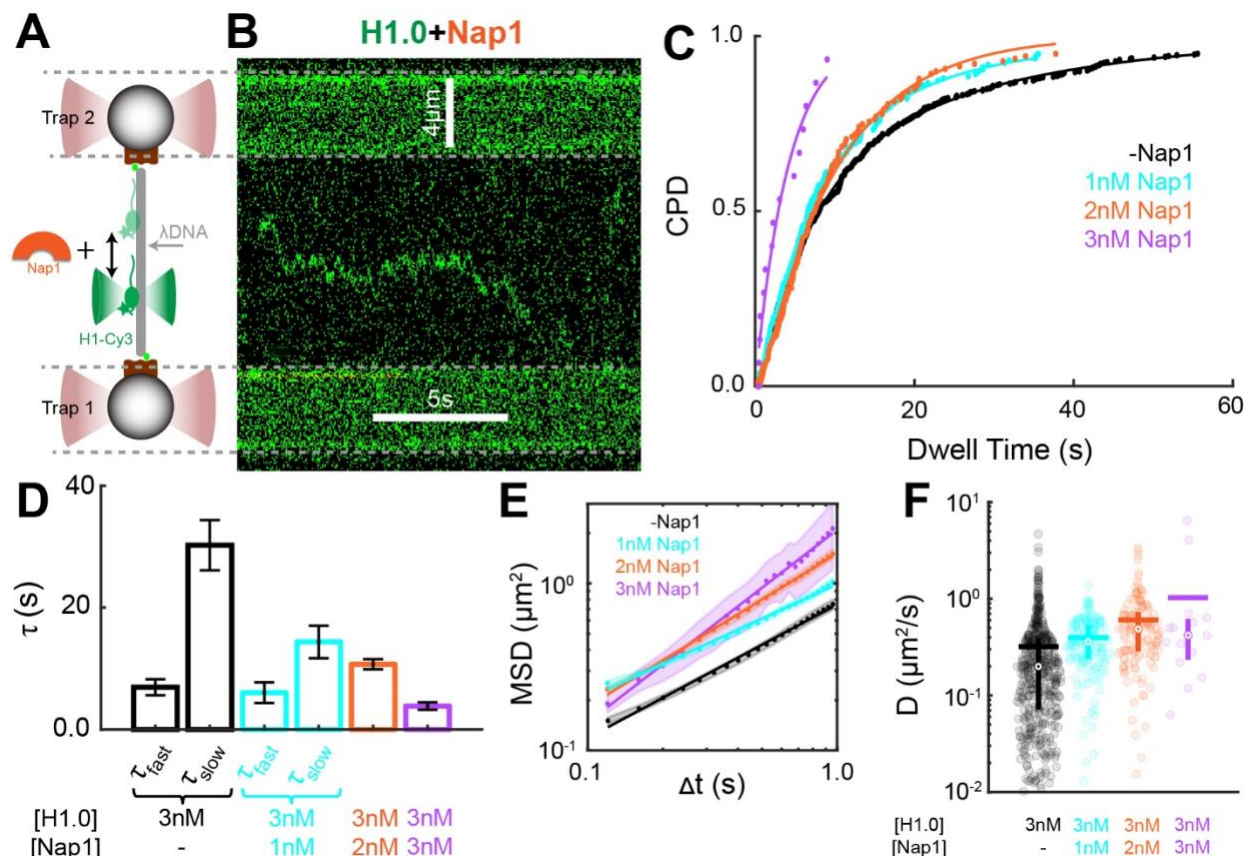 A
Trap 2
Nap1
+
λDNA
H1-Cy3
Trap 1
B
H1.0+Nap1
4μm
5s
C
CPD
1.0
0.5
0.0
0
20
40
60
Dwell Time (s)
-Nap1
1nM Nap1
2nM Nap1
3nM Nap1
D
τ (s)
40
20
0.0
τfast
τslow
τfast
τslow
[H1.0] 3nM 3nM 3nM 3nM
[Nap1] - 1nM 2nM 3nM
E
MSD (μm²)
10⁰
10⁻¹
0.1
1.0
Δt (s)
-Nap1
1nM Nap1
2nM Nap1
3nM Nap1
F
D (μm²/s)
10¹
10⁰
10⁻¹
10⁻²
[H1.0] 3nM 3nM 3nM 3nM
[Nap1] - 1nM 2nM 3nM